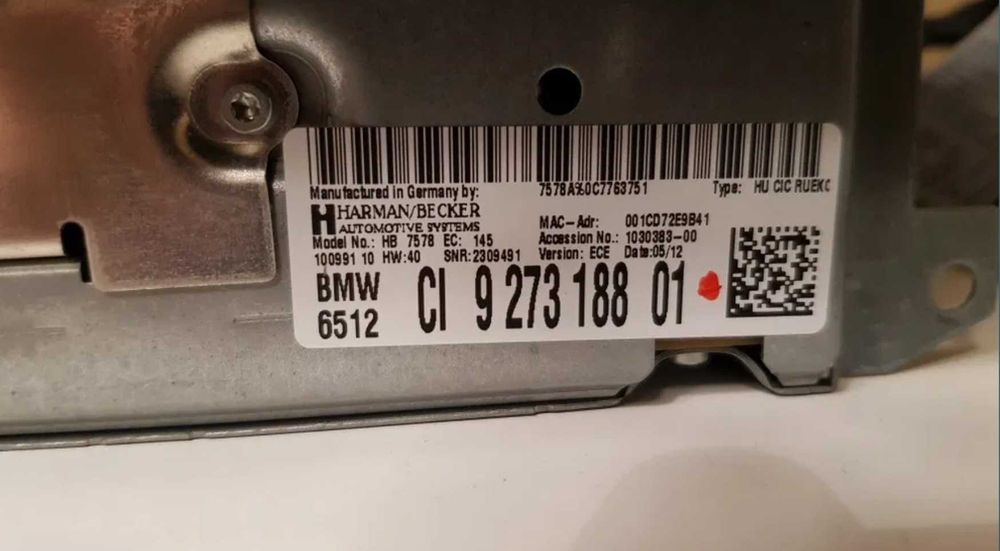 7578A%0C7763751 Type: HU CIC RUEKC
Manufactured in Germany by:
HARMAN/BECKER
AUTOMOTIVE SYSTEMS
MAC-Adr: 001CD72E9B41
Model No.: HB 7578 EC: 145 Accession No.: 1030383-00
100991 10 HW:40 SNR:2309491 Version: ECE Date:05/12
BMW
6512
CI 9 273 188 01